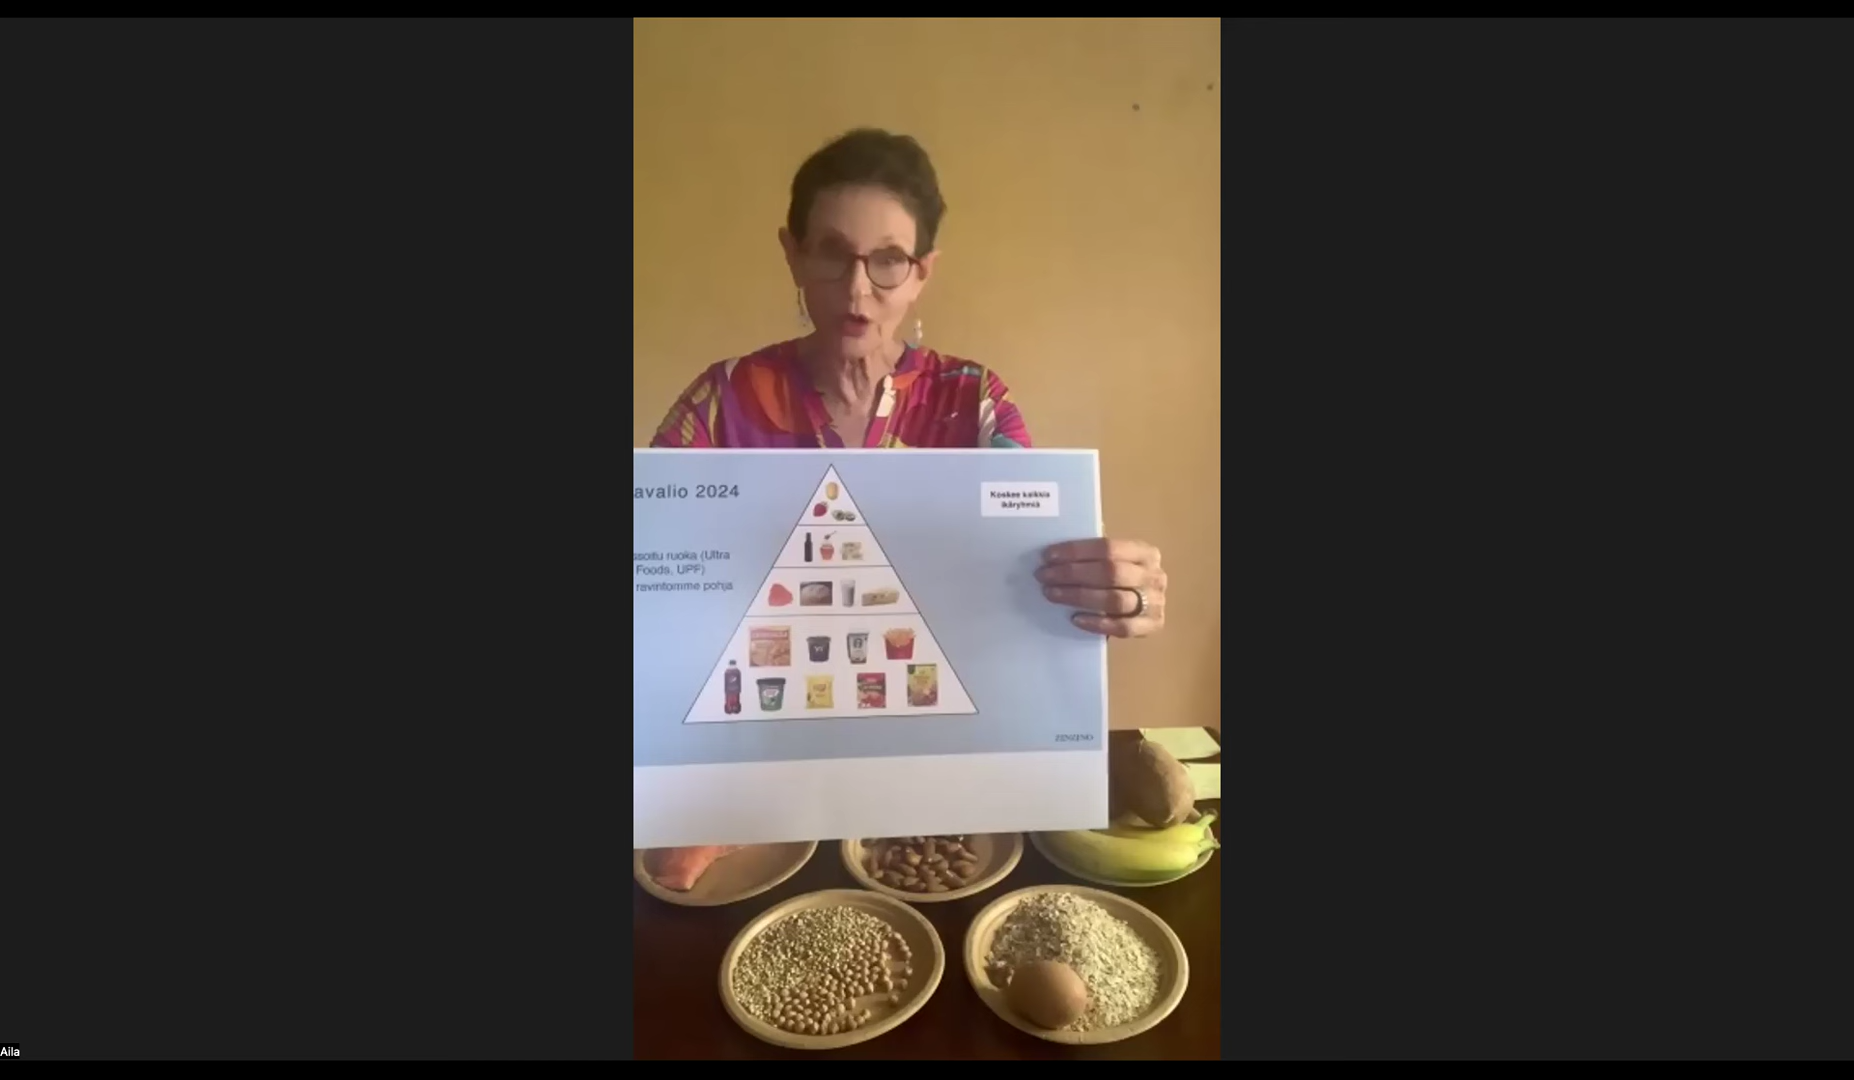 avalio 2024
Koskee kaikkia
ikäryhmiä
ssoitu ruoka (Ultra
Foods, UPF)
ravintomme pohja
ZINZINO
Aila